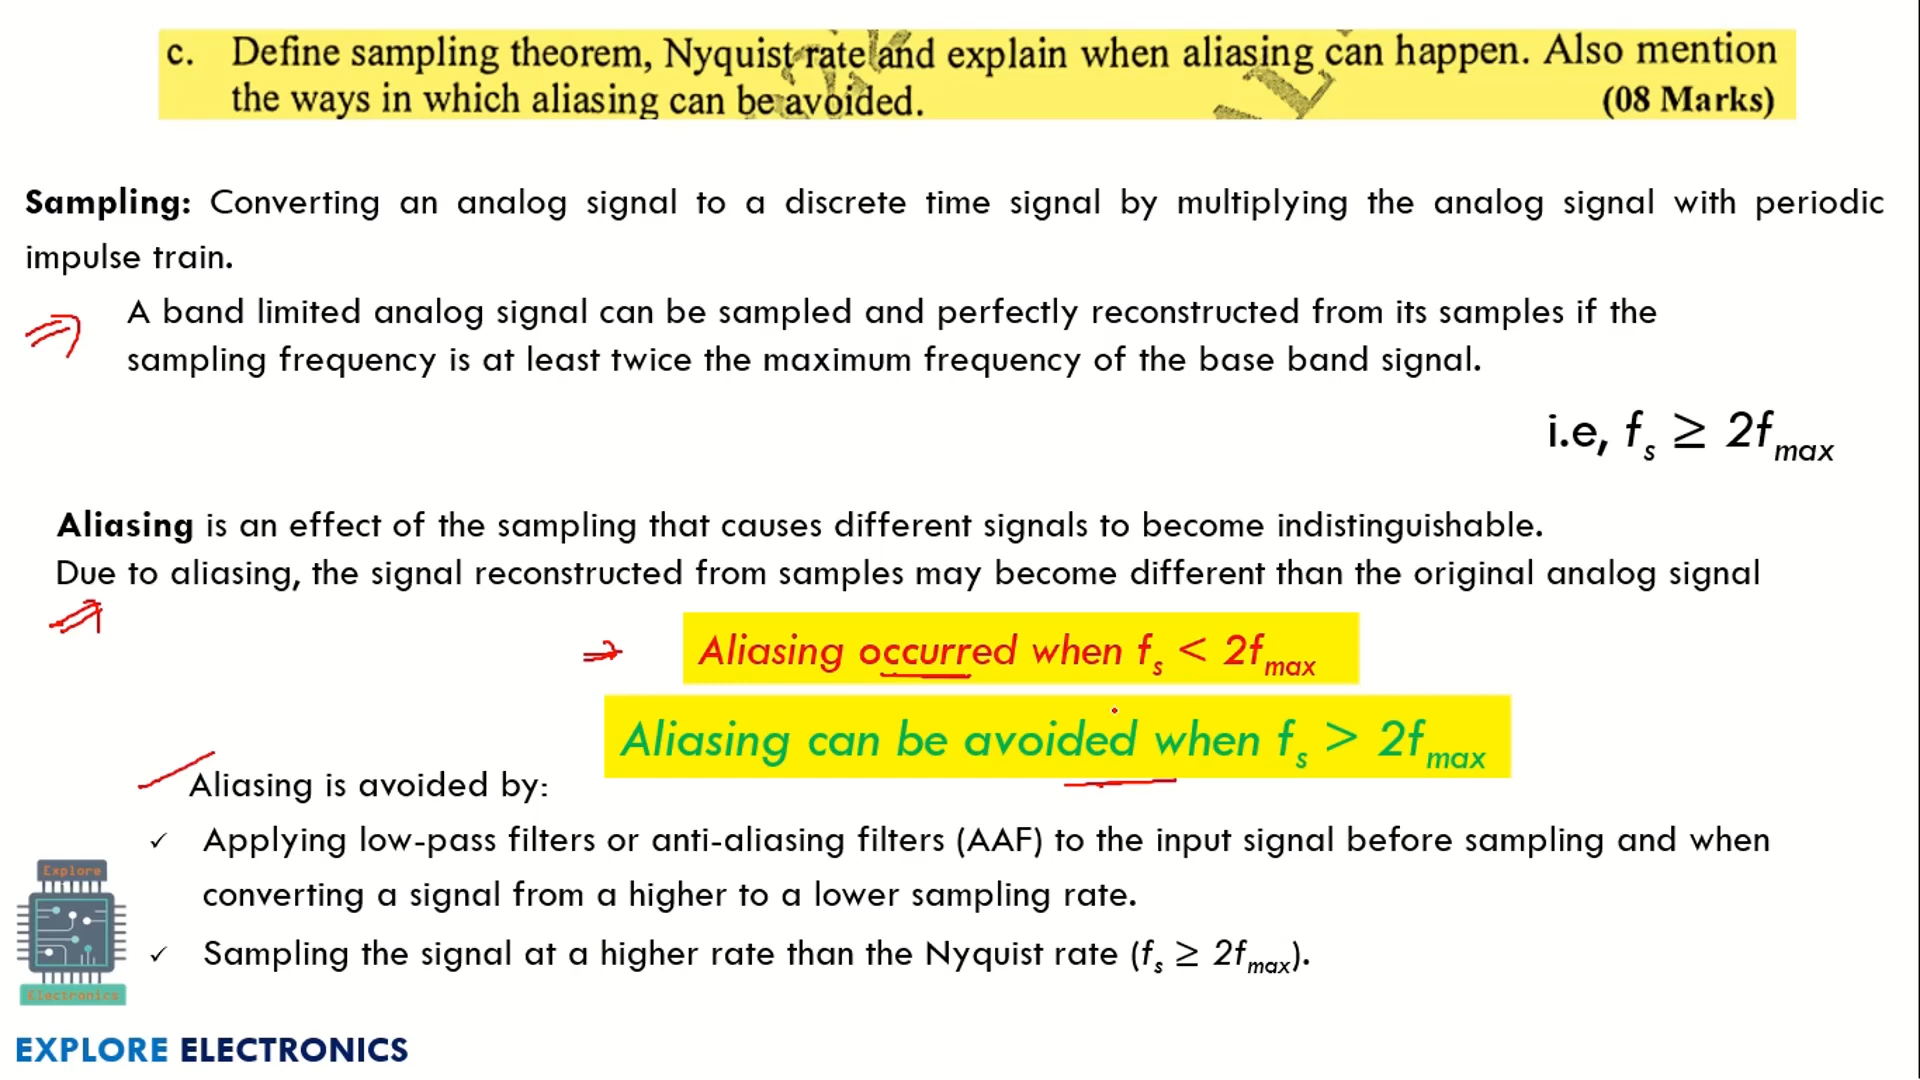 c. Define sampling theorem, Nyquist rate and explain when aliasing can happen. Also mention
the ways in which aliasing can be avoided. (08 Marks)
Sampling: Converting an analog signal to a discrete time signal by multiplying the analog signal with periodic
impulse train.
A band limited analog signal can be sampled and perfectly reconstructed from its samples if the
sampling frequency is at least twice the maximum frequency of the base band signal.
i.e, fs ≥ 2fmax
Aliasing is an effect of the sampling that causes different signals to become indistinguishable.
Due to aliasing, the signal reconstructed from samples may become different than the original analog signal
Aliasing occurred when fs < 2fmax
Aliasing can be avoided when fs > 2fmax
Aliasing is avoided by:
✓ Applying low-pass filters or anti-aliasing filters (AAF) to the input signal before sampling and when
converting a signal from a higher to a lower sampling rate.
✓ Sampling the signal at a higher rate than the Nyquist rate (fs ≥ 2fmax).
Explore
Electronics
EXPLORE ELECTRONICS